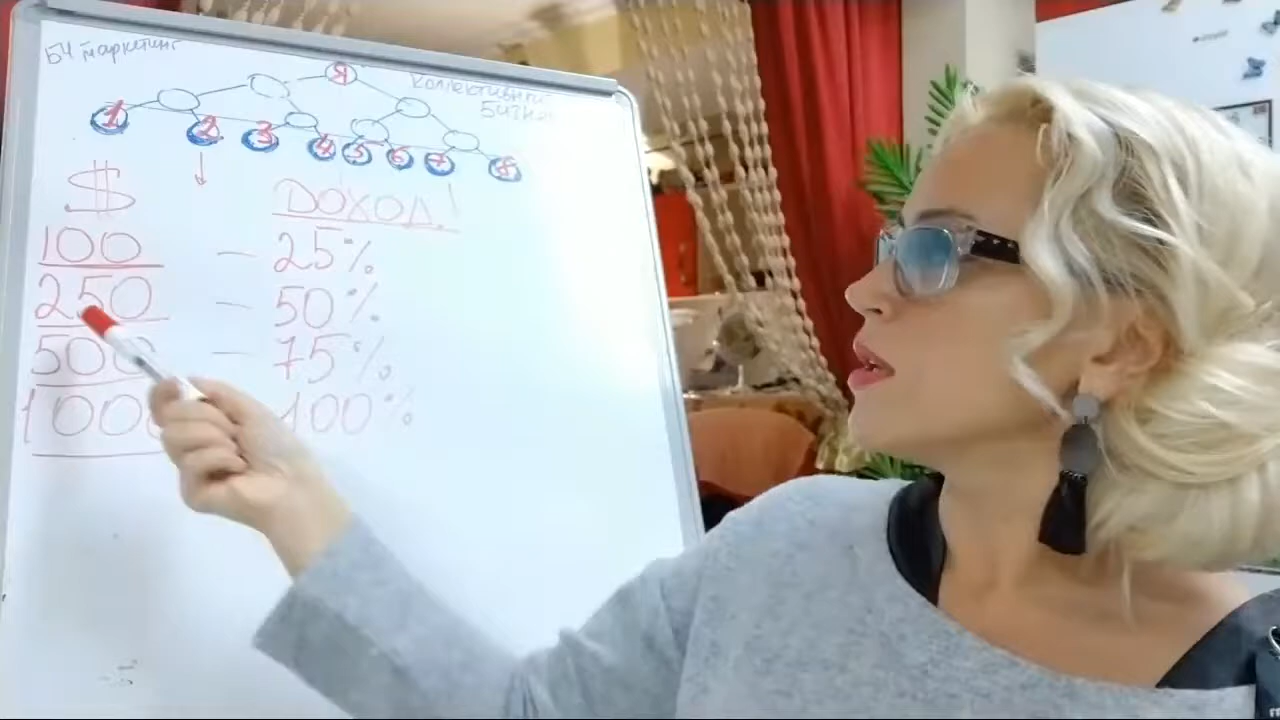 БЧ маркетинг
Я
Коллективный
1 2 3 4 5 6 7 8
$ ДОХОД!
100 - 25%
250 - 50%
500 - 75%
1000 100%